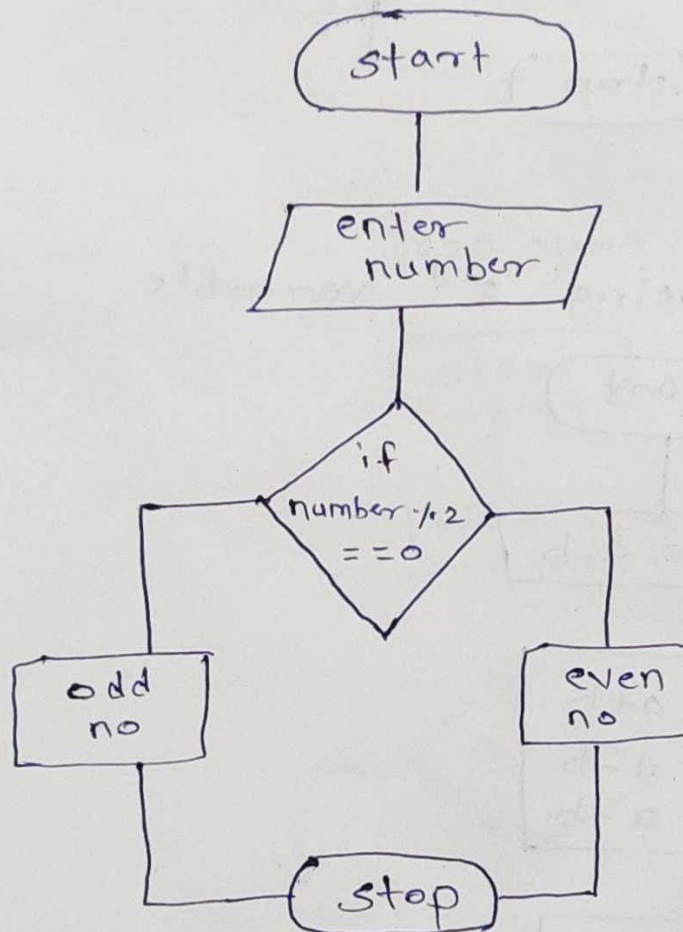 start
enter
number
if
number % 2
= = 0
odd
no
even
no
stop